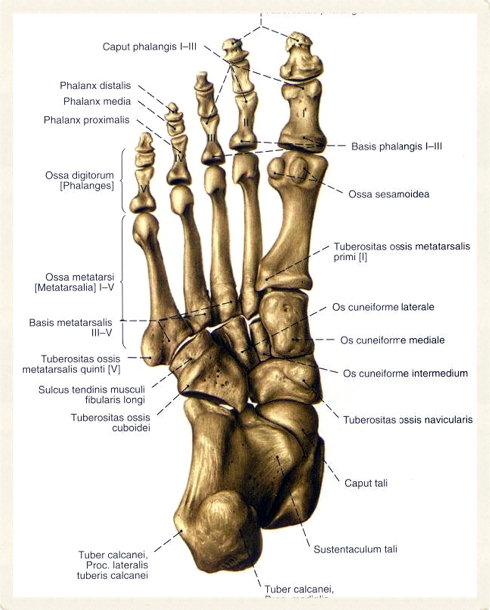 Caput phalangis I–III
Phalanx distalis
Phalanx media
Phalanx proximalis
Ossa digitorum
[Phalanges]
Ossa metatarsi
[Metatarsalia] I–V
Basis metatarsalis
III–V
Tuberositas ossis
metatarsalis quinti [V]
Sulcus tendinis musculi
fibularis longi
Tuberositas ossis
cuboidei
Tuber calcanei,
Proc. lateralis
tuberis calcanei
I
II
III
IV
V
Basis phalangis I–III
Ossa sesamoidea
Tuberositas ossis metatarsalis
primi [I]
Os cuneiforme laterale
Os cuneiforme mediale
Os cuneiforme intermedium
Tuberositas ossis navicularis
Caput tali
Sustentaculum tali
Tuber calcanei,